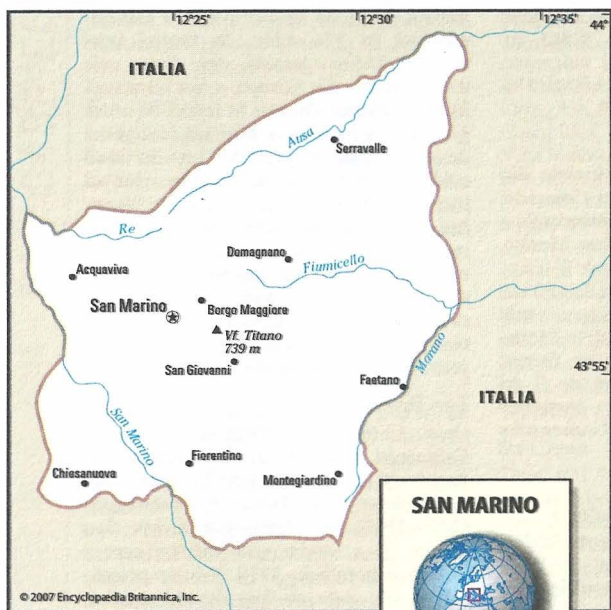 12°25'
12°30'
12°35'
44°
ITALIA
Ausa
Serravalle
Re
Domagnano
Fiumicello
Acquaviva
San Marino
Borgo Maggiore
Vf. Titano
739 m
San Giovanni
Marano
43°55'
Faetano
ITALIA
San Marino
Fiorentino
Chiesanuova
Montegiardino
SAN MARINO
© 2007 Encyclopædia Britannica, Inc.